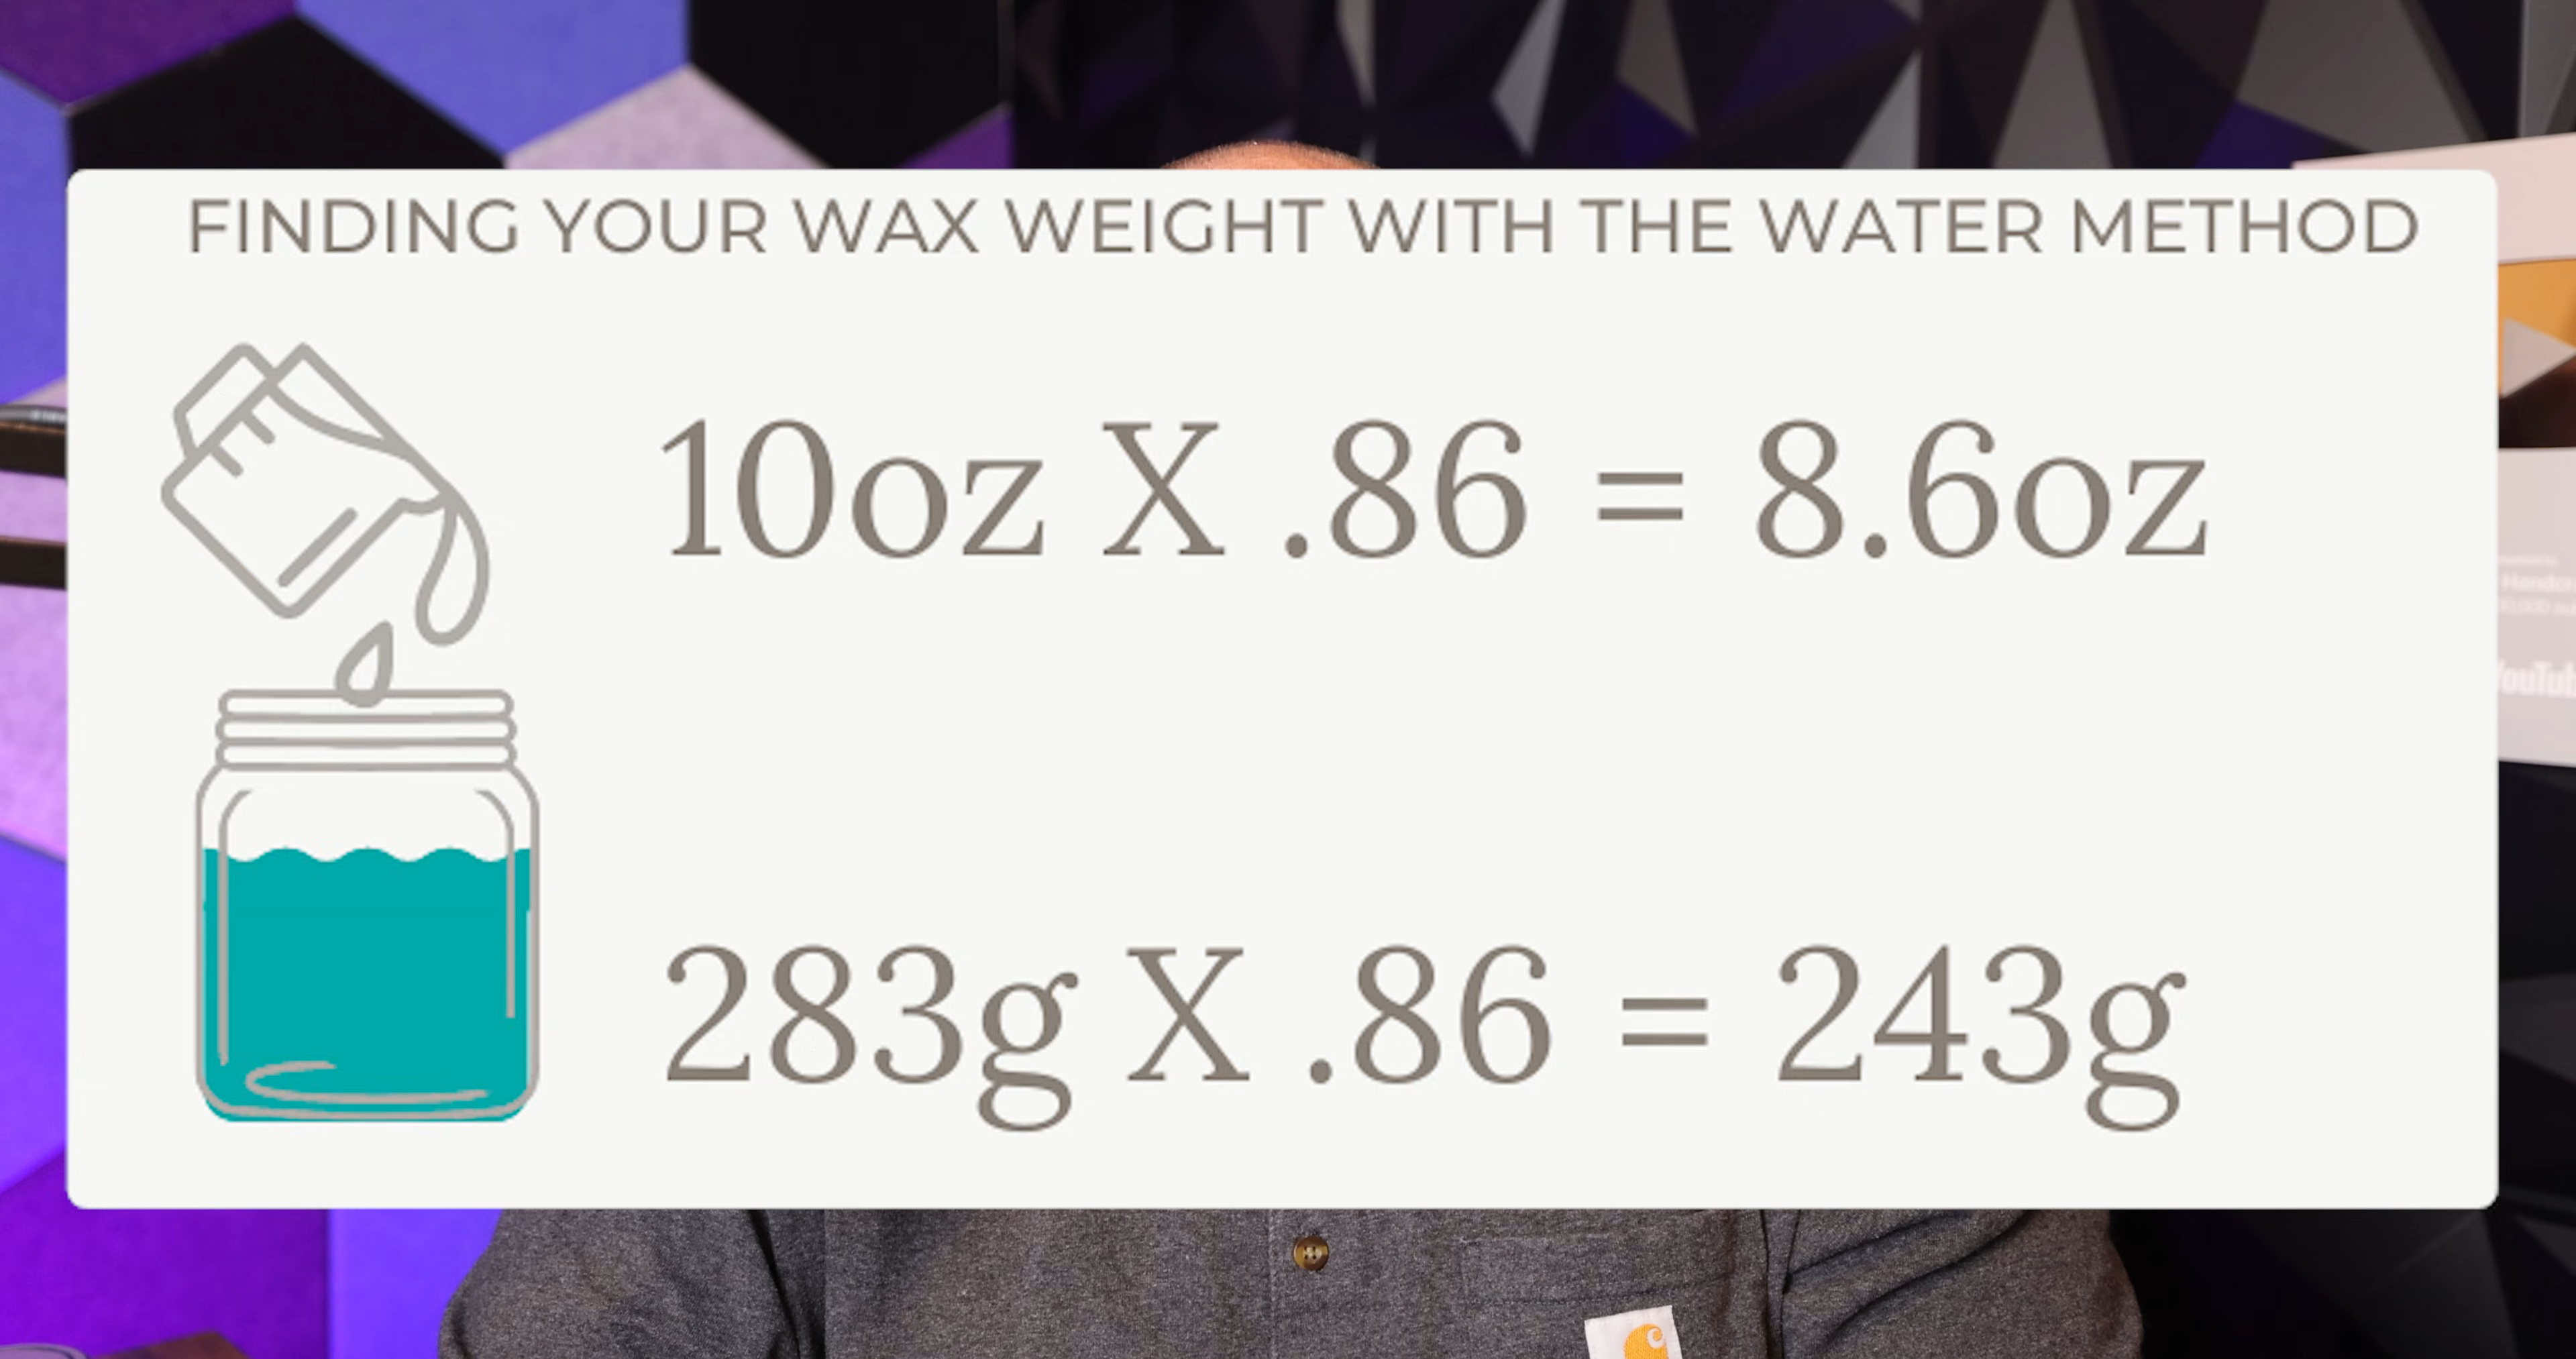 FINDING YOUR WAX WEIGHT WITH THE WATER METHOD
10oz X .86 = 8.6oz
283g X .86 = 243g